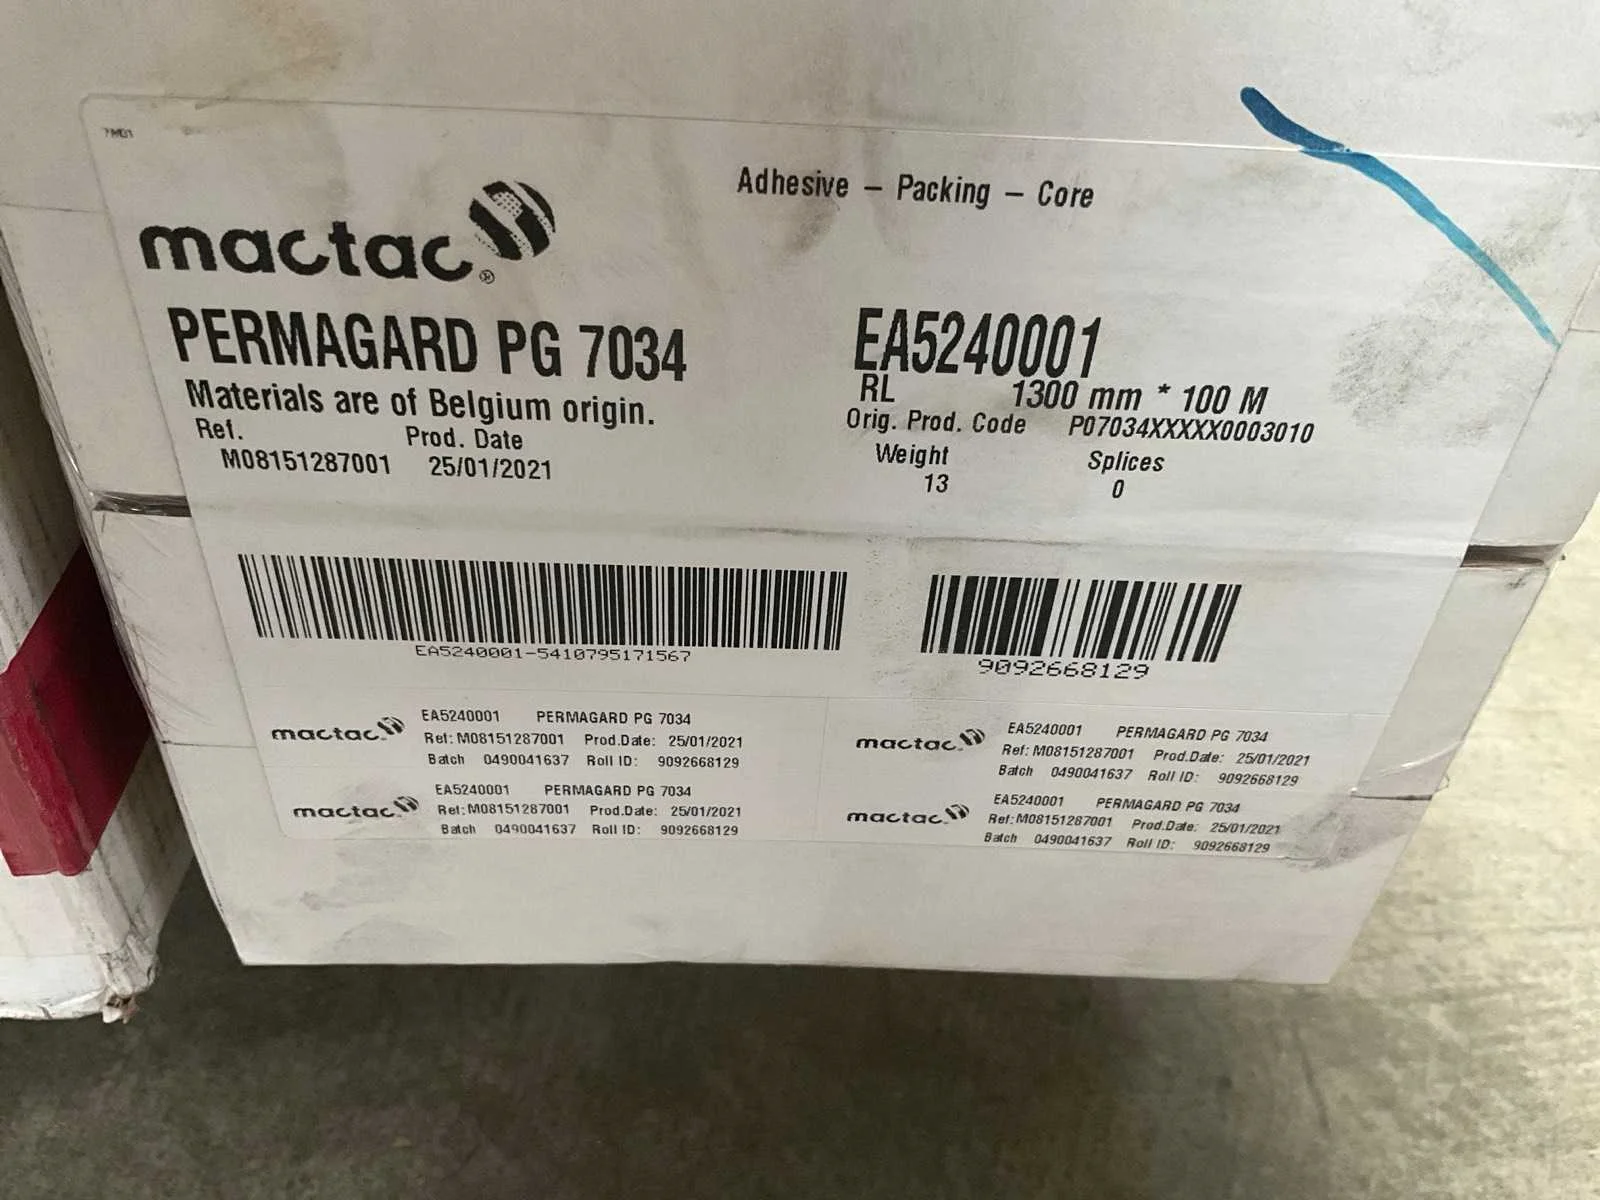 Adhesive – Packing – Core
mactac®
PERMAGARD PG 7034
EA5240001
Materials are of Belgium origin.
RL 1300 mm * 100 M
Ref. Prod. Date
Orig. Prod. Code P07034XXXXX0003010
M08151287001 25/01/2021
Weight Splices
13 0
EA5240001-5410795171567
9092668129
mactac
EA5240001 PERMAGARD PG 7034
Ref: M08151287001 Prod.Date: 25/01/2021
Batch 0490041637 Roll ID: 9092668129
mactac
EA5240001 PERMAGARD PG 7034
Ref: M08151287001 Prod.Date: 25/01/2021
Batch 0490041637 Roll ID: 9092668129
mactac
EA5240001 PERMAGARD PG 7034
Ref: M08151287001 Prod.Date: 25/01/2021
Batch 0490041637 Roll ID: 9092668129
mactac
EA5240001 PERMAGARD PG 7034
Ref: M08151287001 Prod.Date: 25/01/2021
Batch 0490041637 Roll ID: 9092668129